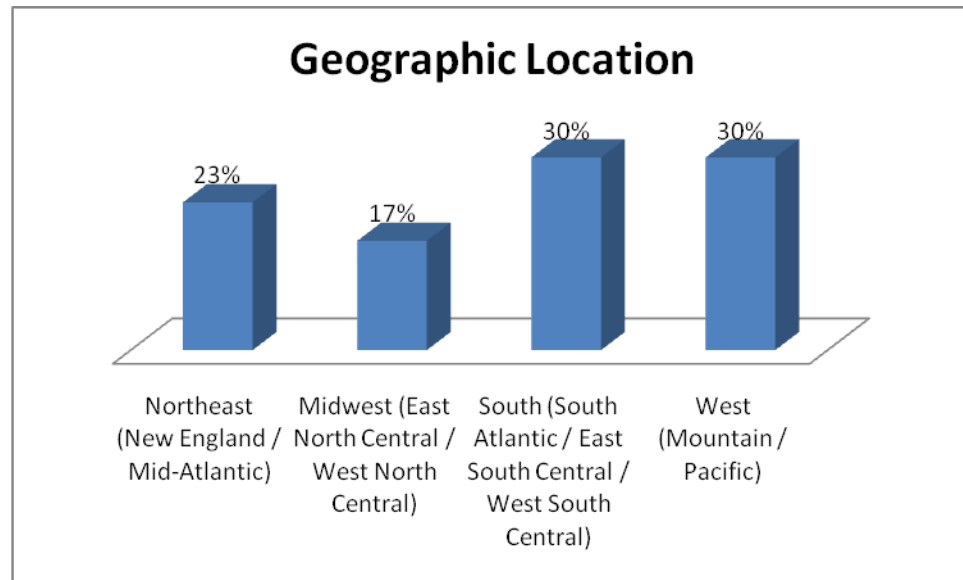 Geographic Location
23%
17%
30%
30%
Northeast
(New England /
Mid-Atlantic)
Midwest (East
North Central /
West North
Central)
South (South
Atlantic / East
South Central /
West South
Central)
West
(Mountain /
Pacific)